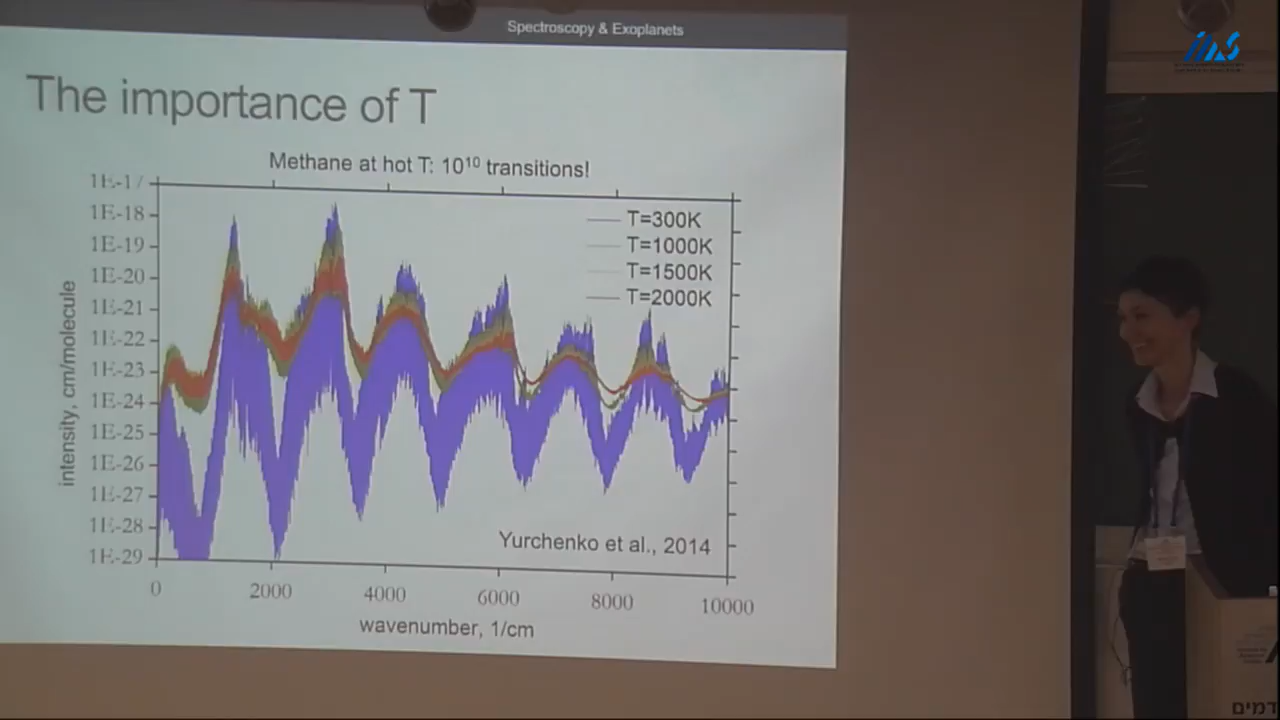 Spectroscopy & Exoplanets
The importance of T
Methane at hot T: 10¹⁰ transitions!
1E-17
1E-18
1E-19
1E-20
1E-21
1E-22
1E-23
1E-24
1E-25
1E-26
1E-27
1E-28
1E-29
intensity, cm/molecule
T=300K
T=1000K
T=1500K
T=2000K
Yurchenko et al., 2014
0 2000 4000 6000 8000 10000
wavenumber, 1/cm